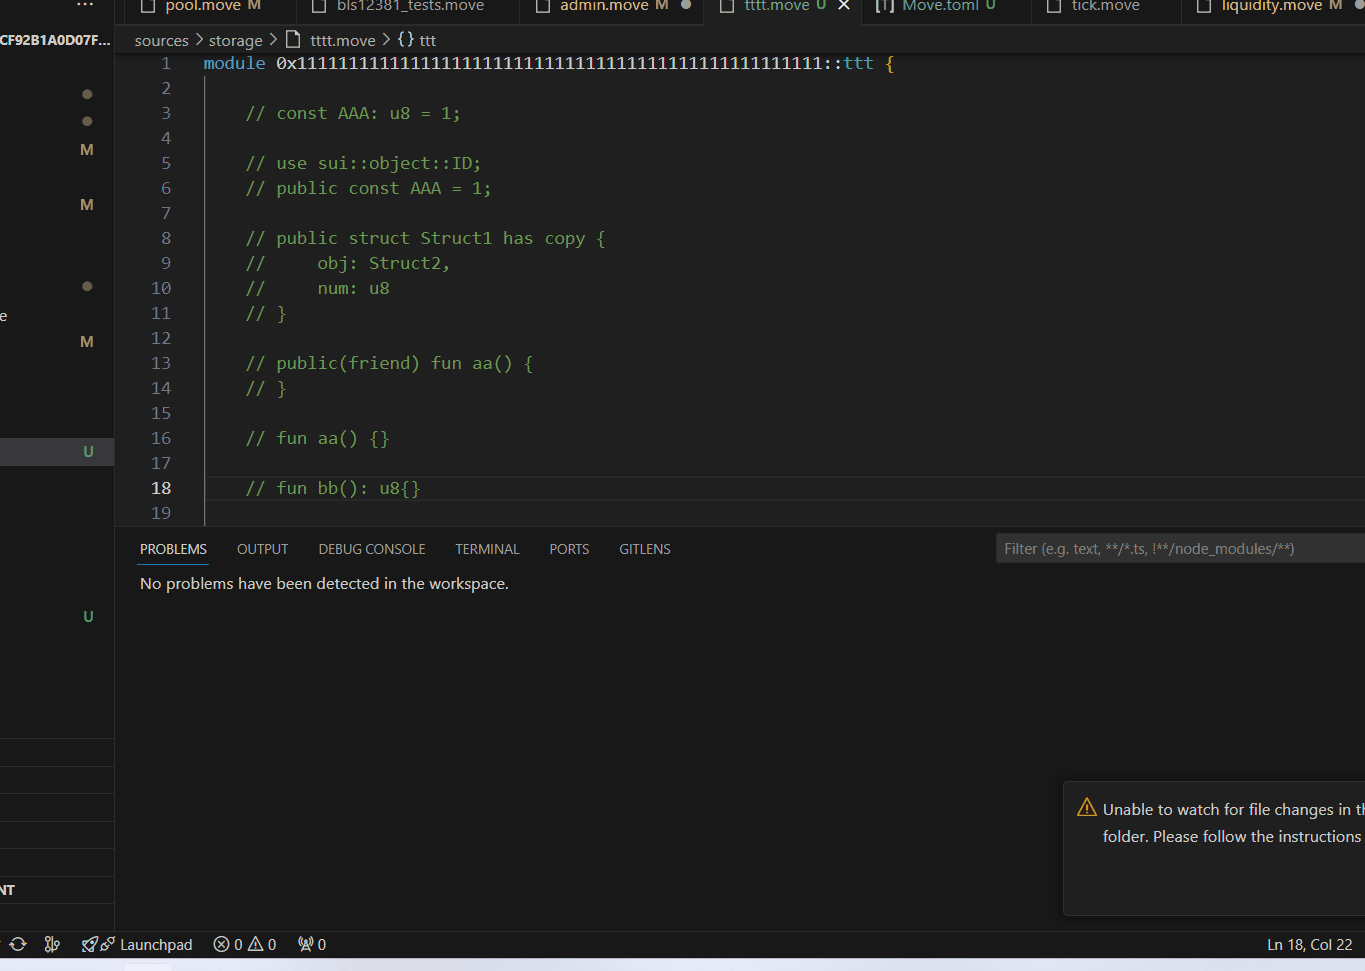 pool.move M bls12381_tests.move admin.move M tttt.move U Move.toml U tick.move liquidity.move M
CF92B1A0D07F...
sources > storage > tttt.move > {} ttt
1 module 0x111111111111111111111111111111111111111111111111111::ttt {
2
3 // const AAA: u8 = 1;
4
5 // use sui::object::ID;
6 // public const AAA = 1;
7
8 // public struct Struct1 has copy {
9 // obj: Struct2,
10 // num: u8
11 // }
12
13 // public(friend) fun aa() {
14 // }
15
16 // fun aa() {}
17
18 // fun bb(): u8{}
19
M
M
e
M
U
U
NT
PROBLEMS OUTPUT DEBUG CONSOLE TERMINAL PORTS GITLENS
Filter (e.g. text, **/*.ts, !**/node_modules/**)
No problems have been detected in the workspace.
Unable to watch for file changes in th
folder. Please follow the instructions
Launchpad 0 0 0 Ln 18, Col 22